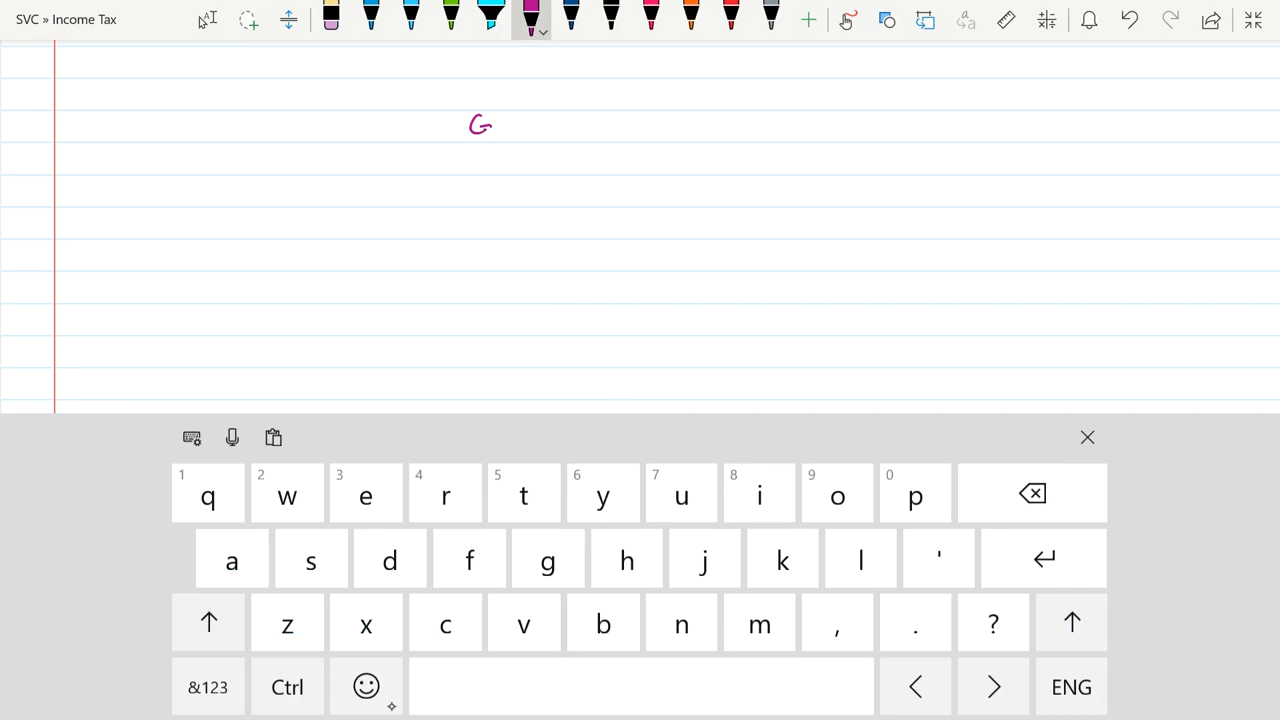 SVC » Income Tax
G
1 2 3 4 5 6 7 8 9 0
q w e r t y u i o p
a s d f g h j k l '
z x c v b n m , . ?
&123 Ctrl ENG